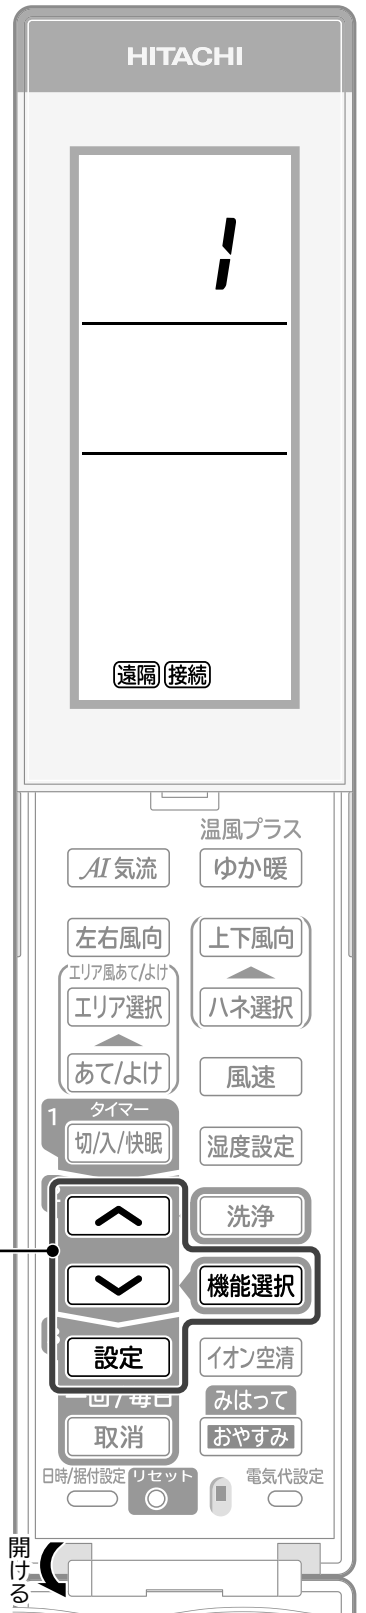 HITACHI
1
遠隔 接続
温風プラス
AI 気流
ゆか暖
左右風向
上下風向
エリア風あて/よけ
エリア選択
ハネ選択
あて/よけ
風速
1
タイマー
切/入/快眠
湿度設定
洗浄
機能選択
設定
イオン空清
一回/毎日
みはって
取消
おやすみ
日時/据付設定
リセット
電気代設定
開ける